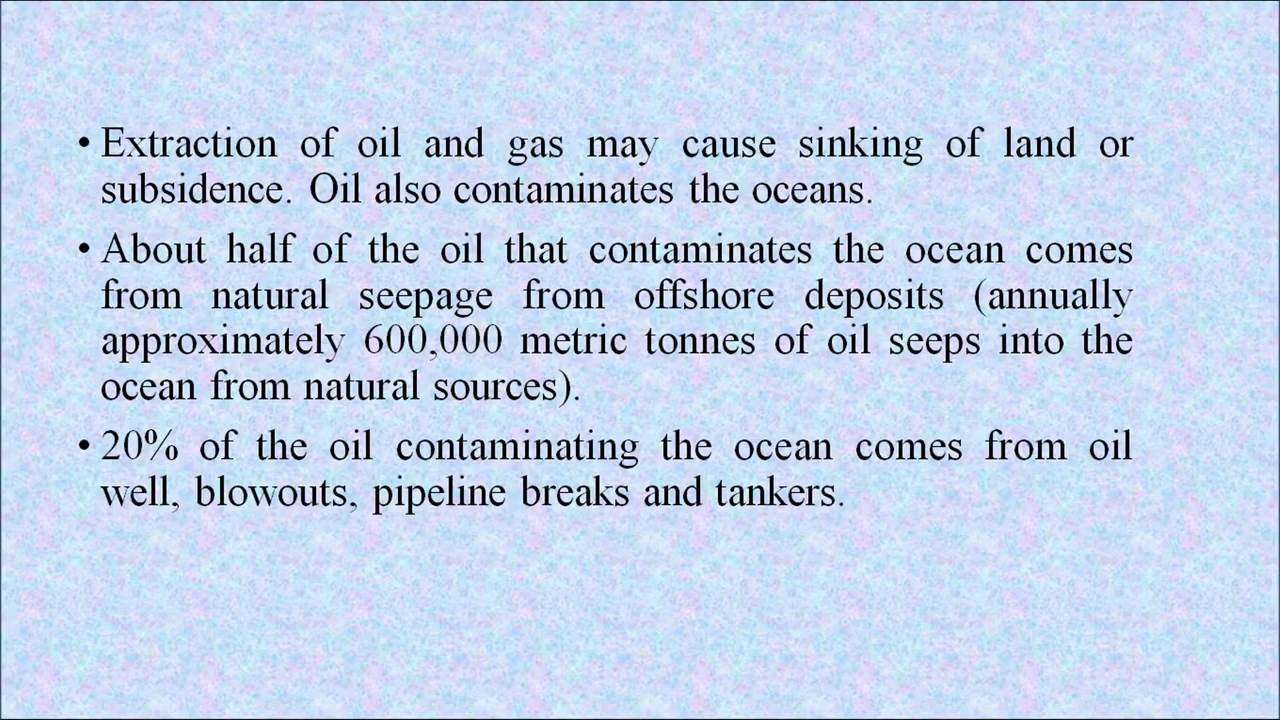 • Extraction of oil and gas may cause sinking of land or
subsidence. Oil also contaminates the oceans.
• About half of the oil that contaminates the ocean comes
from natural seepage from offshore deposits (annually
approximately 600,000 metric tonnes of oil seeps into the
ocean from natural sources).
• 20% of the oil contaminating the ocean comes from oil
well, blowouts, pipeline breaks and tankers.